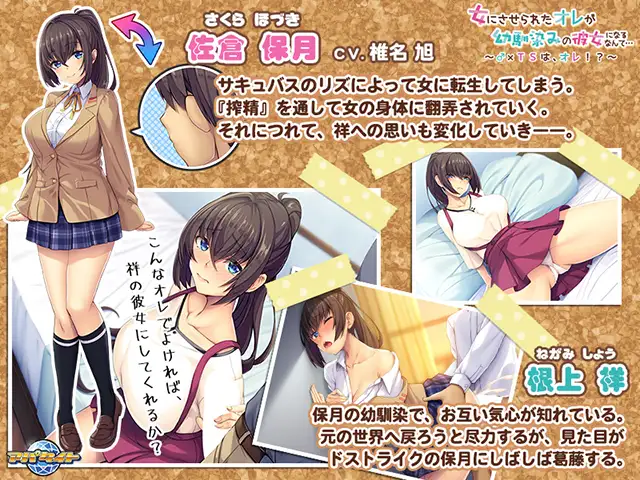 女にさせられたオレが
幼馴染みの彼女になるなんて…
～♂×TSは、オレ！？～
さくら ほづき
佐倉 保月 CV.椎名 旭
サキュバスのリズによって女に転生してしまう。
『搾精』を通して女の身体に翻弄されていく。
それにつれて、祥への思いも変化していきーー。
こんなオレでよければ、
祥の彼女にしてくれるか？
ねがみ しょう
根上 祥
保月の幼馴染で、お互い気心が知れている。
元の世界へ戻ろうと尽力するが、見た目が
ドストライクの保月にしばしば葛藤する。
アパタイト